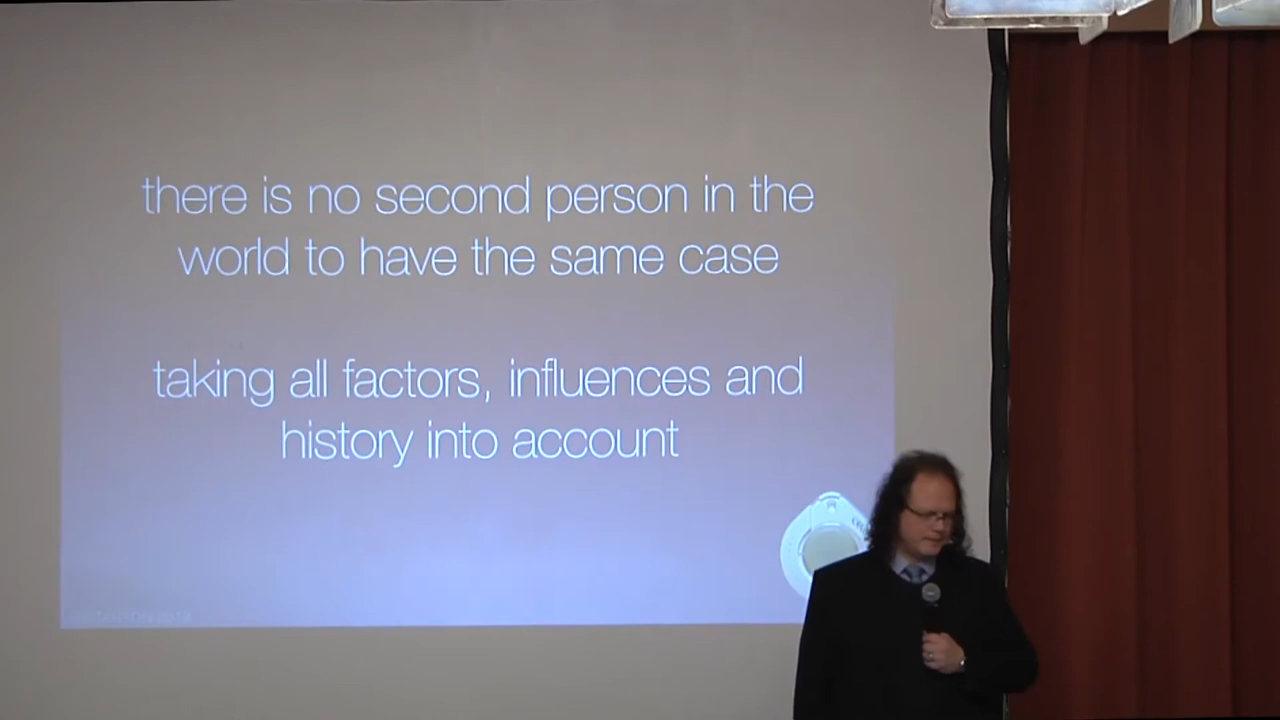 there is no second person in the
world to have the same case
taking all factors, influences and
history into account